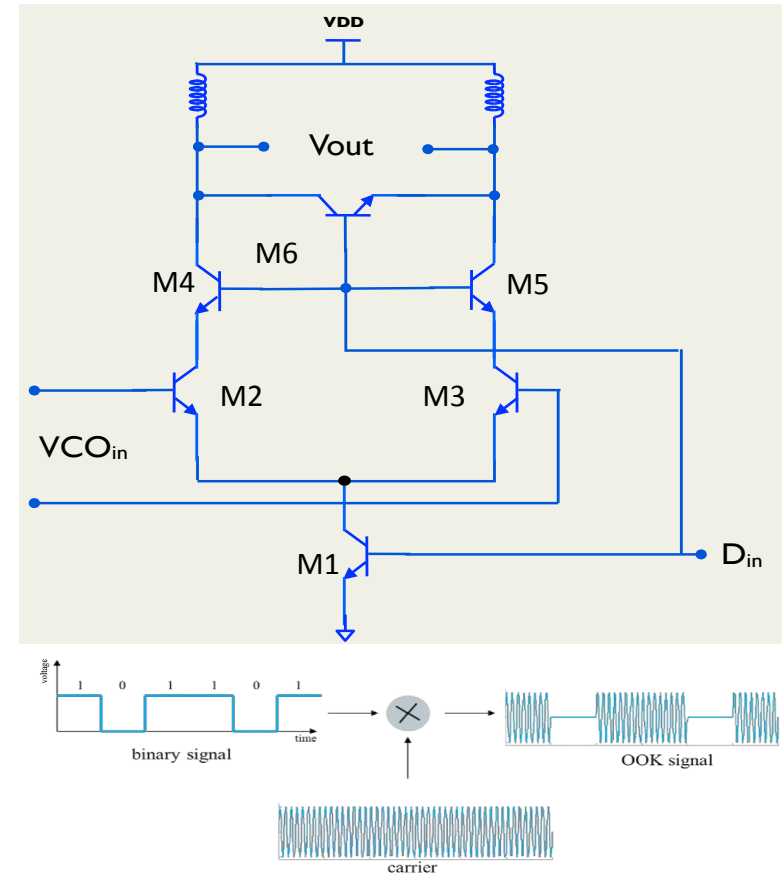 VDD
Vout
M6
M4
M5
M2
M3
VCOin
M1
Din
voltage
1
0
1
1
0
1
time
binary signal
OOK signal
carrier